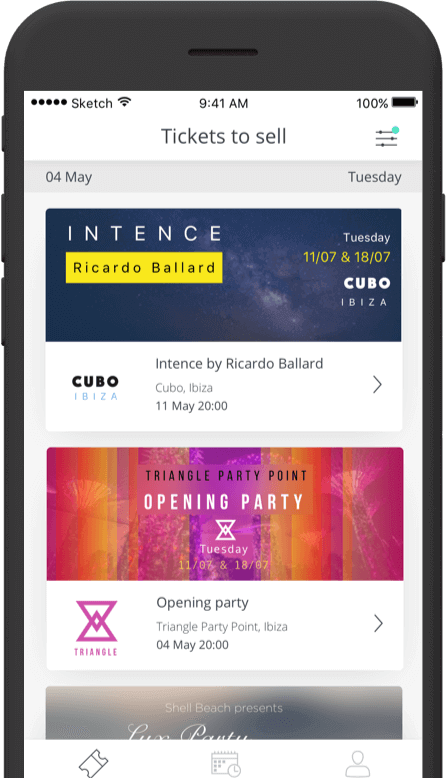 Sketch 9:41 AM 100%
Tickets to sell
04 May Tuesday
INTENCE
Ricardo Ballard
Tuesday
11/07 & 18/07
CUBO
IBIZA
CUBO
IBIZA
Intence by Ricardo Ballard
Cubo, Ibiza
11 May 20:00
TRIANGLE PARTY POINT
OPENING PARTY
Tuesday
11/07 & 18/07
TRIANGLE
Opening party
Triangle Party Point, Ibiza
04 May 20:00
Shell Beach presents
Lux Party